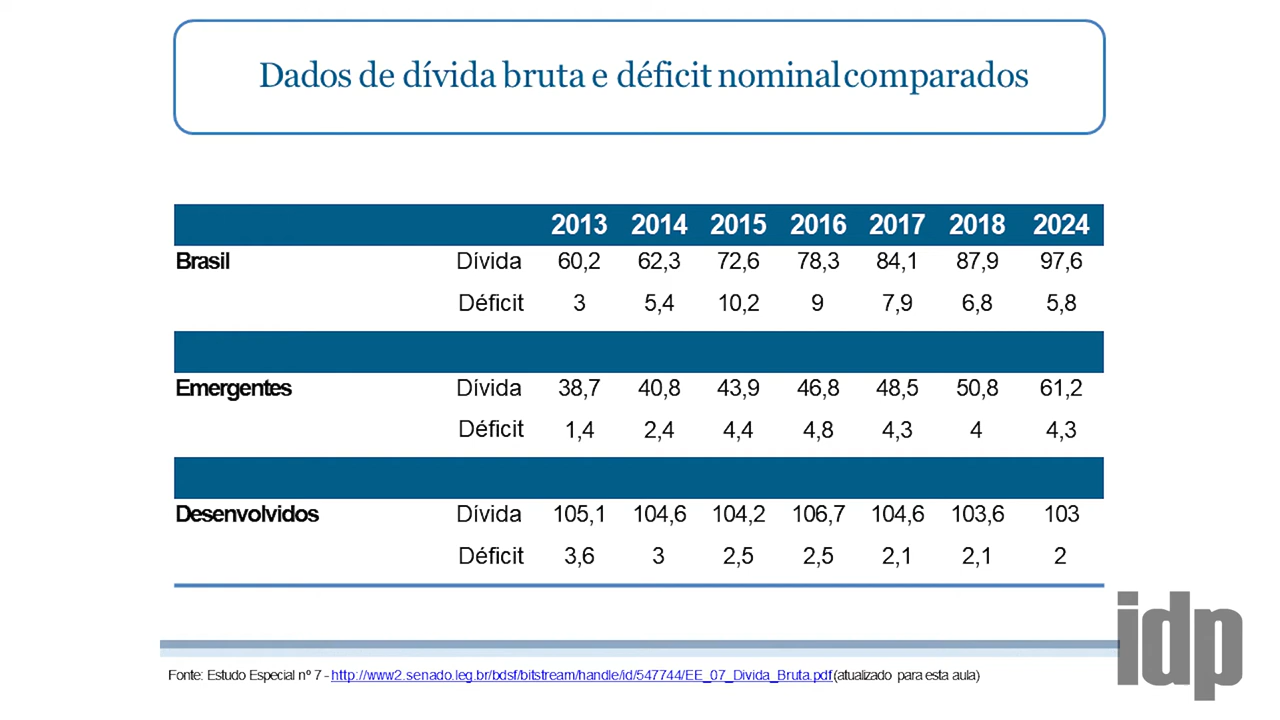 Dados de dívida bruta e déficit nominal comparados
2013 2014 2015 2016 2017 2018 2024
Brasil Dívida 60,2 62,3 72,6 78,3 84,1 87,9 97,6
Déficit 3 5,4 10,2 9 7,9 6,8 5,8
Emergentes Dívida 38,7 40,8 43,9 46,8 48,5 50,8 61,2
Déficit 1,4 2,4 4,4 4,8 4,3 4 4,3
Desenvolvidos Dívida 105,1 104,6 104,2 106,7 104,6 103,6 103
Déficit 3,6 3 2,5 2,5 2,1 2,1 2
idp
Fonte: Estudo Especial nº 7 - http://www2.senado.leg.br/bdsf/bitstream/handle/id/547744/EE_07_Divida_Bruta.pdf (atualizado para esta aula)